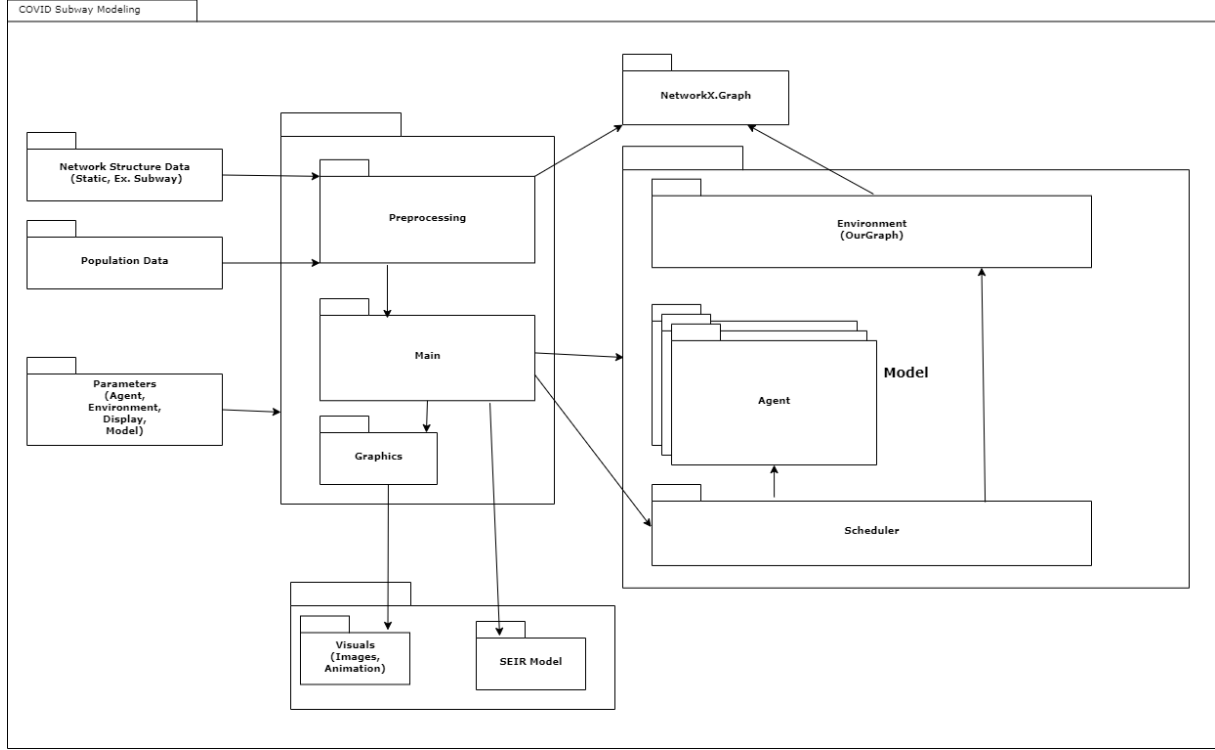 COVID Subway Modeling
NetworkX.Graph
Network Structure Data
(Static, Ex. Subway)
Preprocessing
Environment
(OurGraph)
Population Data
Main
Model
Parameters
(Agent,
Environment,
Display,
Model)
Agent
Graphics
Scheduler
Visuals
(Images,
Animation)
SEIR Model